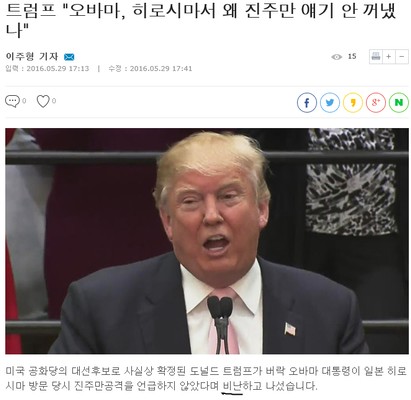 트럼프 "오바마, 히로시마서 왜 진주만 얘기 안 꺼냈
나"
이주형 기자
15
입력 : 2016.05.29 17:13 | 수정 : 2016.05.29 17:41
0 0
미국 공화당의 대선후보로 사실상 확정된 도널드 트럼프가 버락 오바마 대통령이 일본 히로
시마 방문 당시 진주만공격을 언급하지 않았다며 비난하고 나섰습니다.